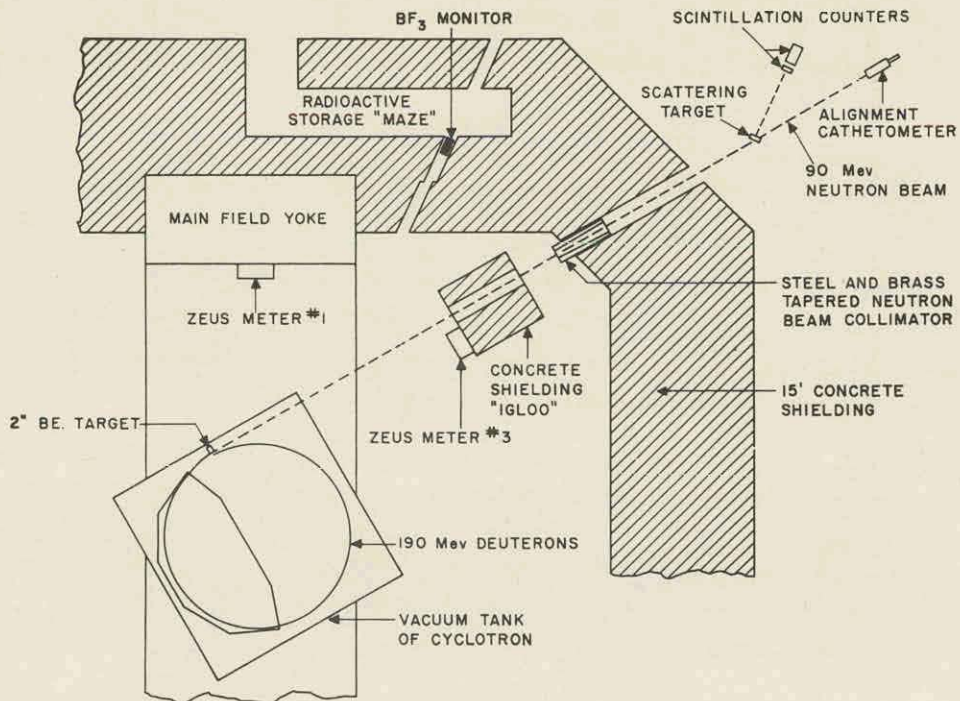 BF3 MONITOR
SCINTILLATION COUNTERS
RADIOACTIVE
STORAGE "MAZE"
SCATTERING
TARGET
ALIGNMENT
CATHETOMETER
90 Mev
NEUTRON BEAM
MAIN FIELD YOKE
ZEUS METER #1
STEEL AND BRASS
TAPERED NEUTRON
BEAM COLLIMATOR
CONCRETE
SHIELDING
"IGLOO"
15' CONCRETE
SHIELDING
2" BE. TARGET
ZEUS METER #3
190 Mev DEUTERONS
VACUUM TANK
OF CYCLOTRON